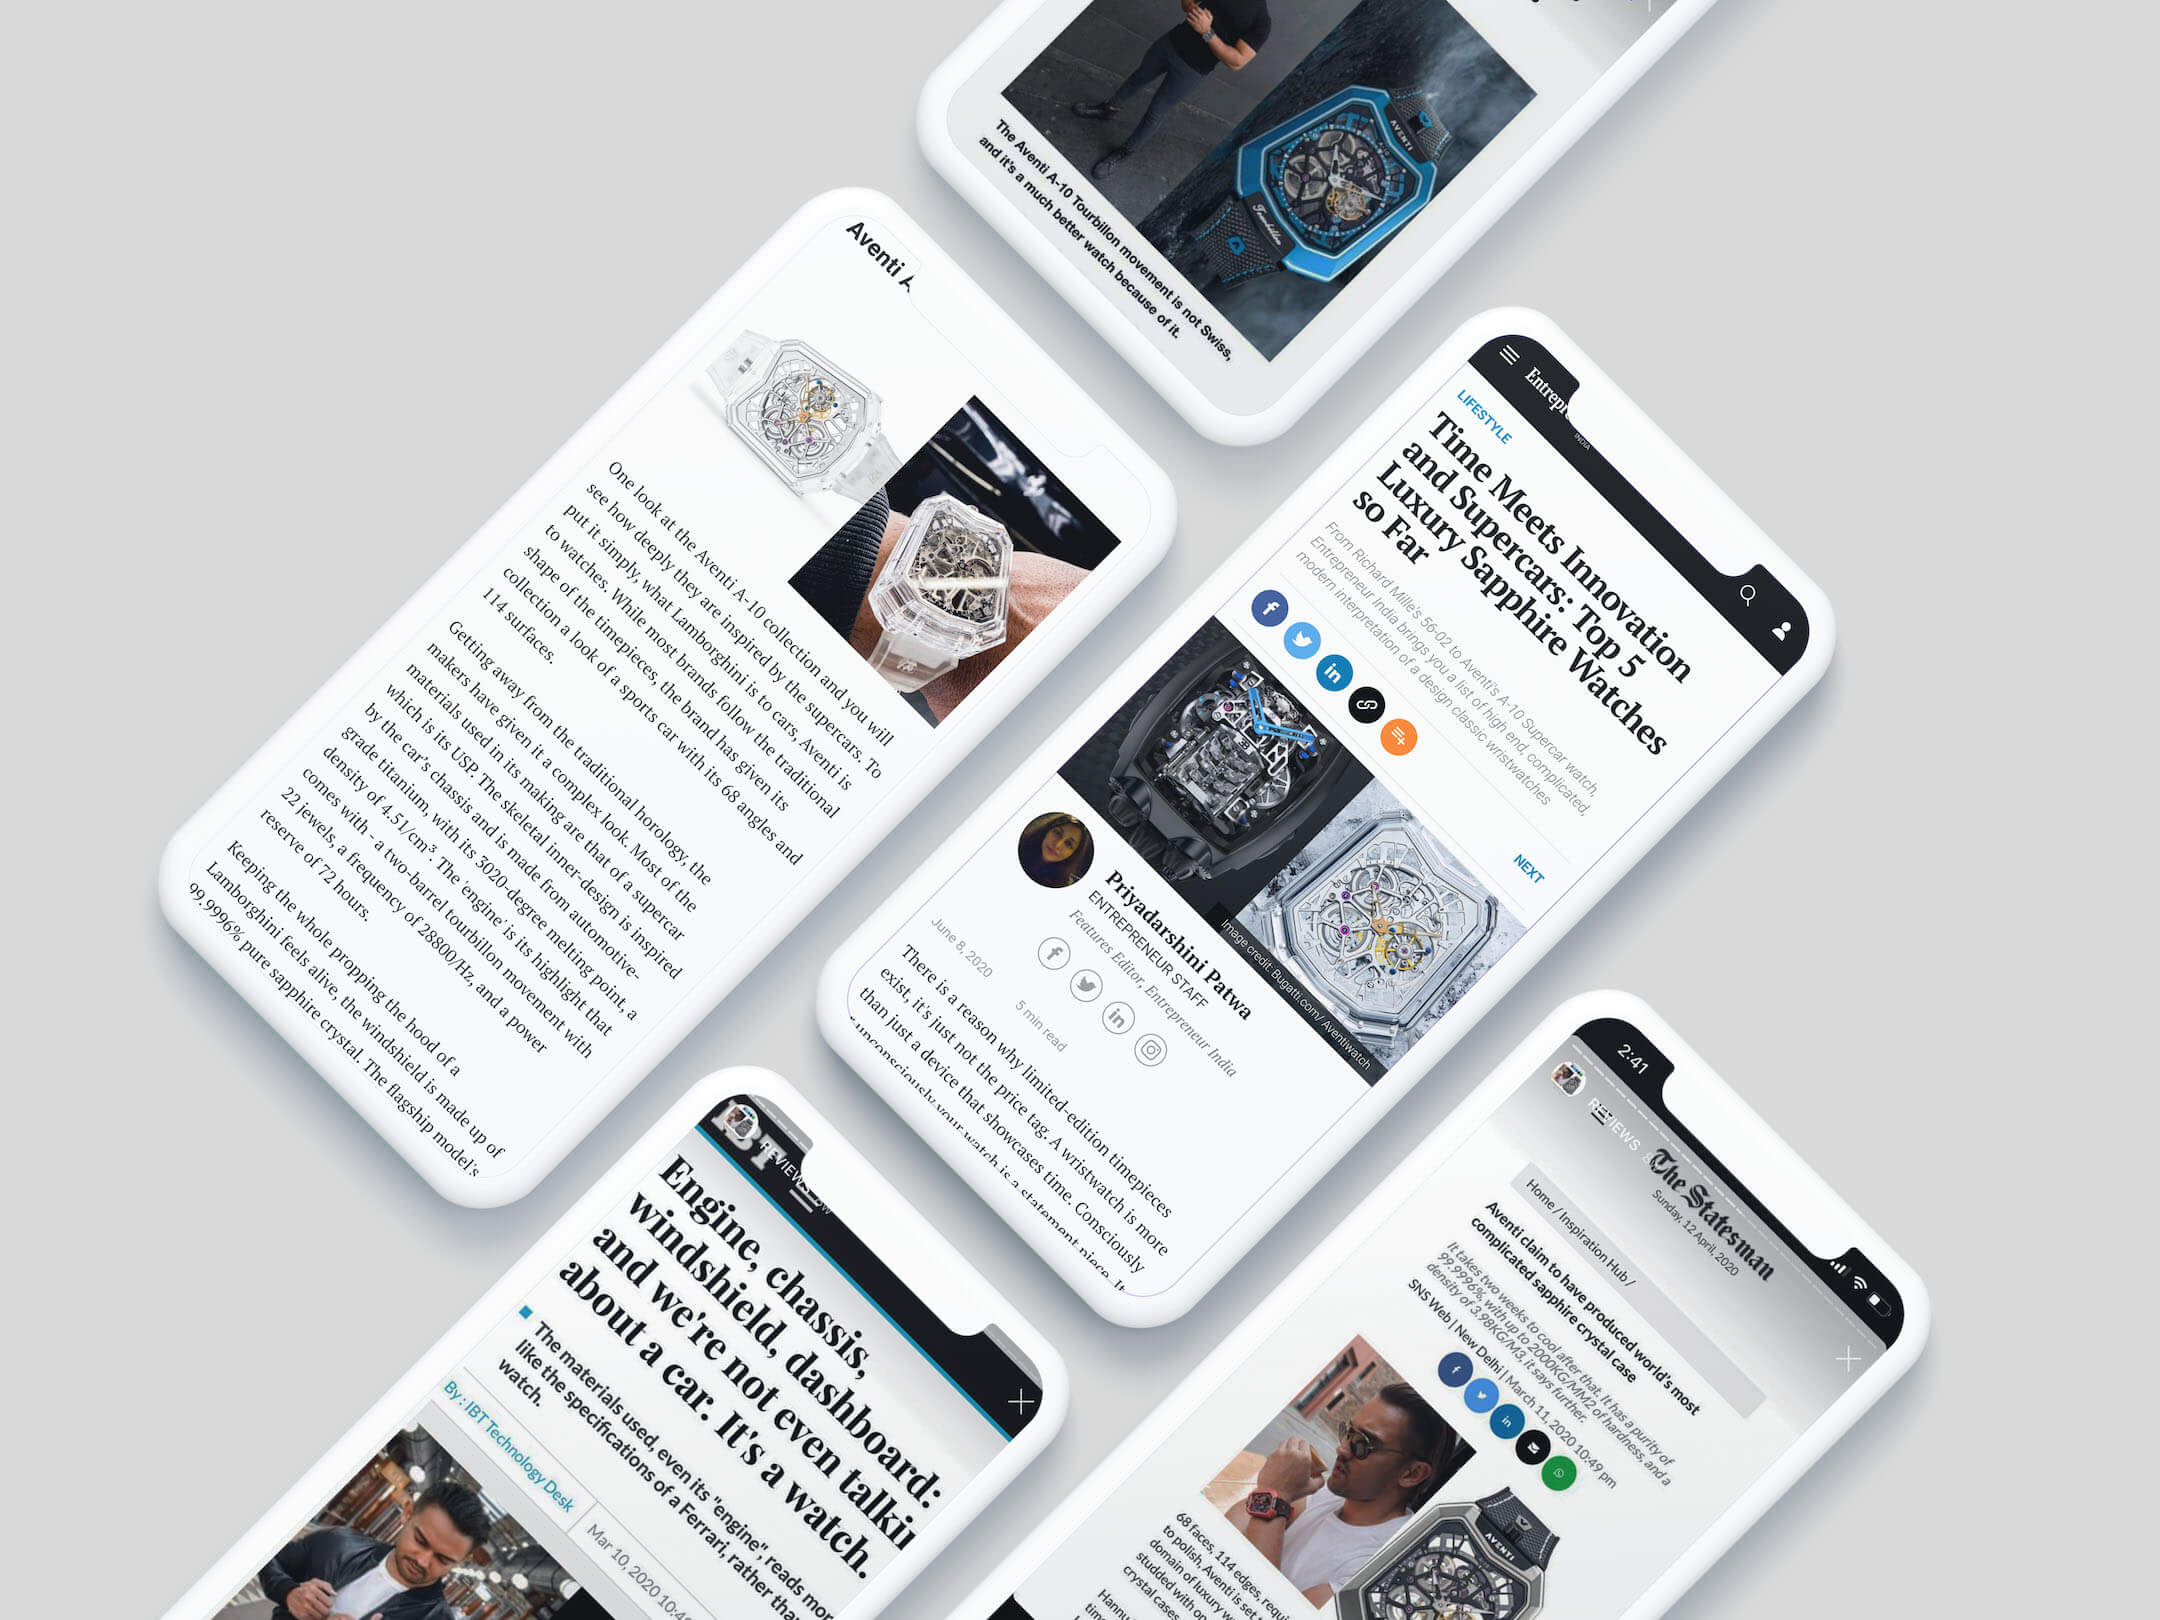 The Aventi A-10 Tourbillon movement is not Swiss,
and it's a much better watch because of it.
AVENTI
Tourbillon
Aventi A
One look at the Aventi A-10 collection and you will
see how deeply they are inspired by the supercars. To
put it simply, what Lamborghini is to cars, Aventi is
to watches. While most brands follow the traditional
shape of the timepieces, the brand has given its
collection a look of a sports car with its 68 angles and
114 surfaces.
Getting away from the traditional horology, the
makers have given it a complex look. Most of the
materials used in its making are that of a supercar
which is its USP. The skeletal inner-design is inspired
by the car's chassis and is made from automotive-
grade titanium, with its 3020-degree melting point, a
density of 4.51/cm³. The 'engine' is its highlight that
comes with - a two-barrel tourbillon movement with
22 jewels, a frequency of 28800/Hz, and a power
reserve of 72 hours.
Keeping the whole propping the hood of a
Lamborghini feels alive, the windshield is made up of
99.999% pure sapphire crystal. The flagship model's
Entrepr
INDIA
LIFESTYLE
Time Meets Innovation
and Supercars: Top 5
Luxury Sapphire Watches
so Far
From Richard Mille's 56-02 to Aventi's A-10 Supercar watch,
Entrepreneur India brings you a list of high end, complicated,
modern interpretation of a design classic wristwatches
NEXT
Image credit: Bugatti.com/ Aventiwatch
Priyadarshini Patwa
ENTREPRENEUR STAFF
Features Editor, Entrepreneur India
June 8, 2020
5 min read
There is a reason why limited-edition timepieces
exist, it's just not the price tag. A wristwatch is more
than just a device that showcases time. Consciously
unconsciously your watch is a statement piece. It
IBT
REVIEWS
Engine, chassis,
windshield, dashboard:
and we're not even talkin
about a car. It's a watch.
The materials used, even its "engine", reads mor
like the specifications of a Ferrari, rather than
watch.
By : IBT Technology Desk
Mar 10, 2020 10:4
2:41
REVIEWS
The Statesman
Sunday, 12 April, 2020
Home / Inspiration Hub /
Aventi claim to have produced world's most
complicated sapphire crystal case
It takes two weeks to cool after that. It has a purity of
99.9996%, with up to 2000KG/MM2 of hardness, and a
density of 3.98KG/M3, it says further.
SNS Web | New Delhi | March 11, 2020 10:49 pm
AVENTI
68 faces, 114 edges, requi
to polish, Aventi is set t
domain of luxury w
studded with on
crystal cases
Hannu
time